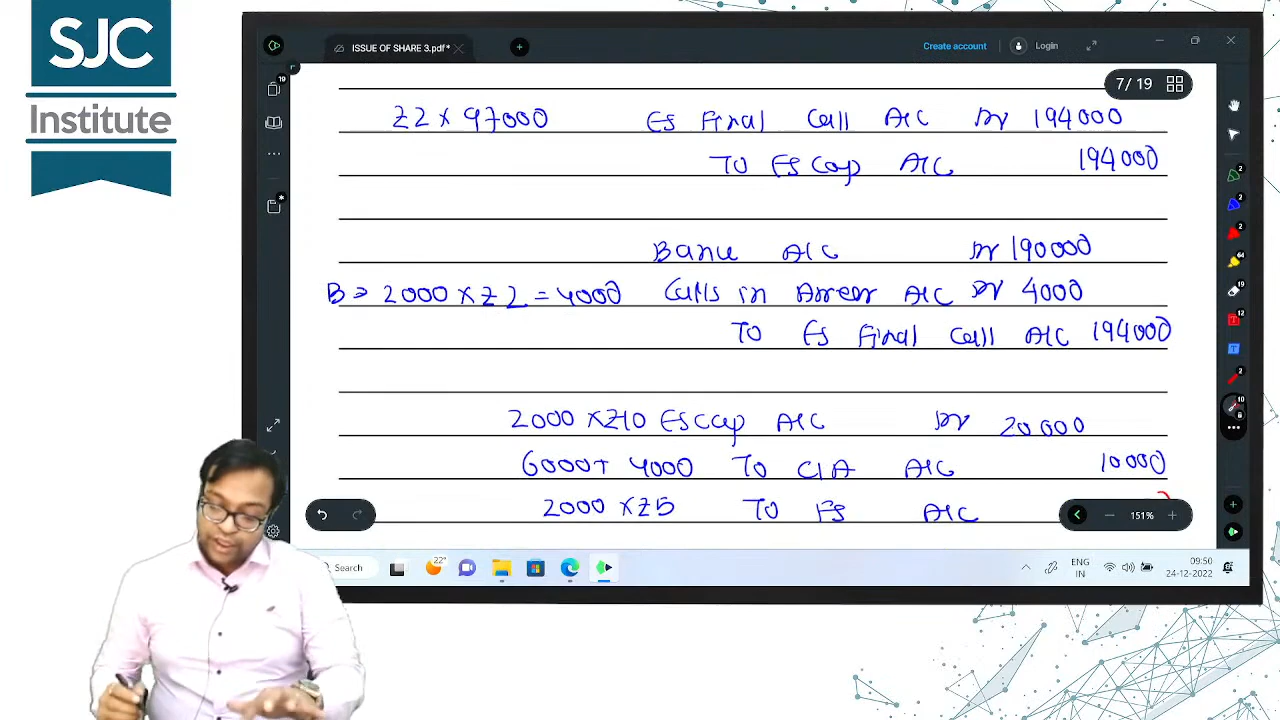 SJC
Institute
ISSUE OF SHARE 3.pdf*
Create account
Login
7 / 19
₹2 × 97000 ES Final Call A/C Dr 194000
To ES Cap A/C 194000
Bank A/C Dr 190000
B → 2000 × ₹2 = 4000 Calls in Arrear A/C Dr 4000
To ES Final Call A/C 194000
2000 × ₹10 ES Cap A/C Dr 20000
6000 + 4000 To CIA A/C 10000
2000 × ₹5 To FS A/C
151%
Search
22°
ENG
IN
09:50
24-12-2022